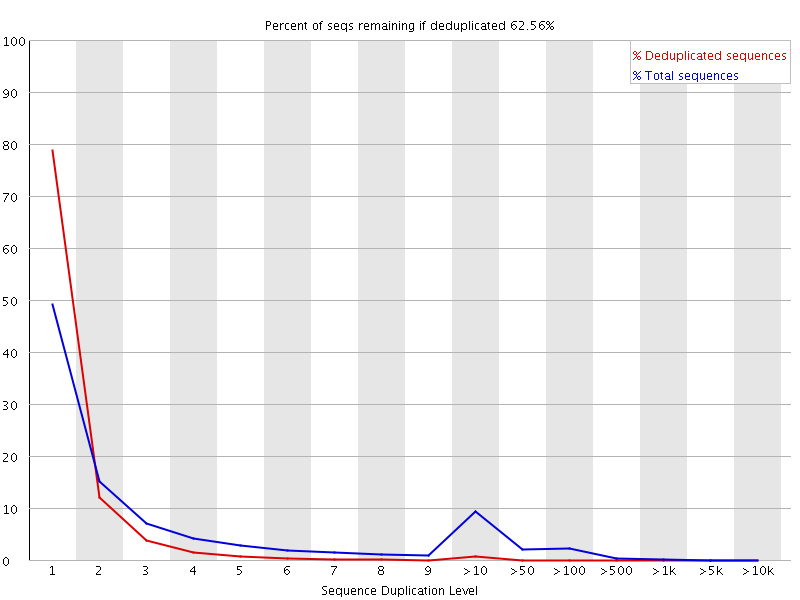 Percent of seqs remaining if deduplicated 62.56%
% Deduplicated sequences
% Total sequences
100
90
80
70
60
50
40
30
20
10
0
1 2 3 4 5 6 7 8 9 >10 >50 >100 >500 >1k >5k >10k
Sequence Duplication Level